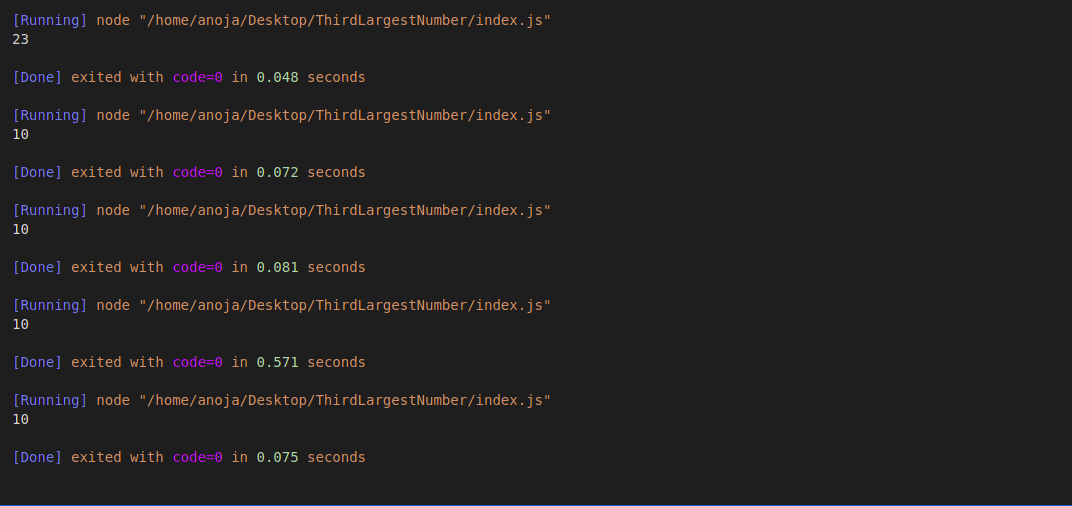 [Running] node "/home/anoja/Desktop/ThirdLargestNumber/index.js"
23
[Done] exited with code=0 in 0.048 seconds
[Running] node "/home/anoja/Desktop/ThirdLargestNumber/index.js"
10
[Done] exited with code=0 in 0.072 seconds
[Running] node "/home/anoja/Desktop/ThirdLargestNumber/index.js"
10
[Done] exited with code=0 in 0.081 seconds
[Running] node "/home/anoja/Desktop/ThirdLargestNumber/index.js"
10
[Done] exited with code=0 in 0.571 seconds
[Running] node "/home/anoja/Desktop/ThirdLargestNumber/index.js"
10
[Done] exited with code=0 in 0.075 seconds